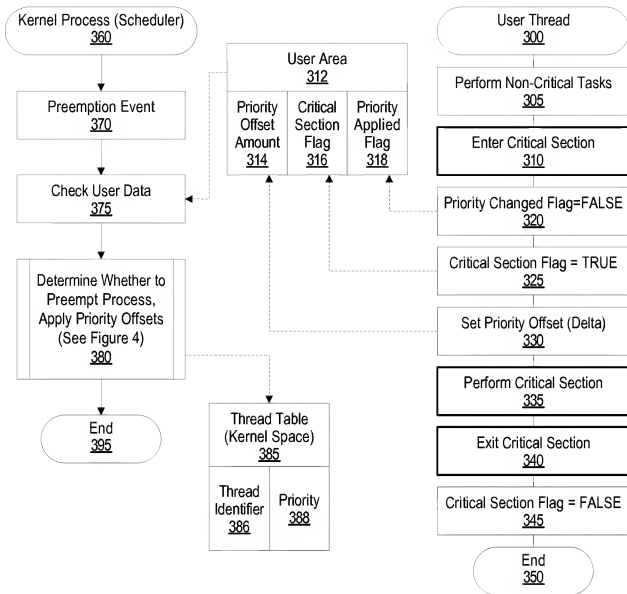 Kernel Process (Scheduler)
360
Preemption Event
370
Check User Data
375
Determine Whether to
Preempt Process,
Apply Priority Offsets
(See Figure 4)
380
End
395
User Area
312
Priority
Offset
Amount
314
Critical
Section
Flag
316
Priority
Applied
Flag
318
Thread Table
(Kernel Space)
385
Thread
Identifier
386
Priority
388
User Thread
300
Perform Non-Critical Tasks
305
Enter Critical Section
310
Priority Changed Flag=FALSE
320
Critical Section Flag = TRUE
325
Set Priority Offset (Delta)
330
Perform Critical Section
335
Exit Critical Section
340
Critical Section Flag = FALSE
345
End
350